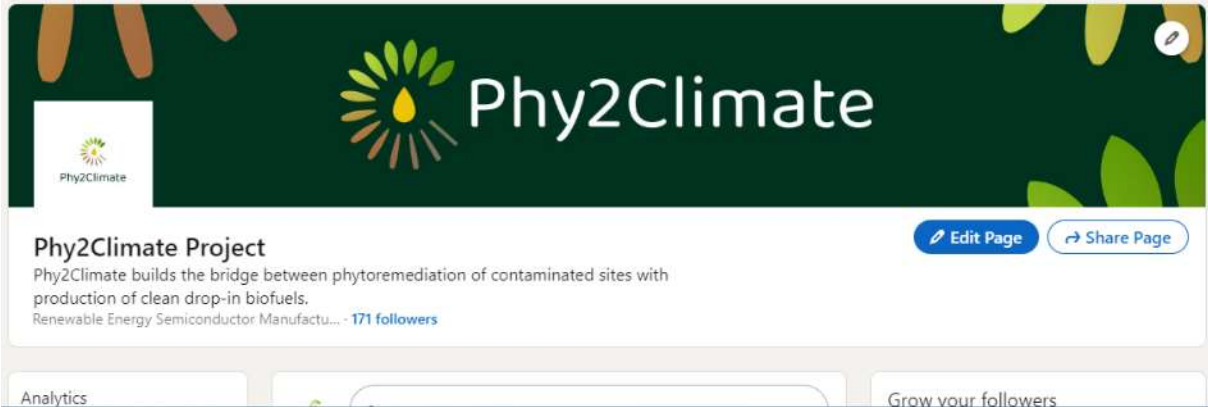 Phy2Climate
Phy2Climate
Phy2Climate Project
Edit Page
Share Page
Phy2Climate builds the bridge between phytoremediation of contaminated sites with
production of clean drop-in biofuels.
Renewable Energy Semiconductor Manufactu... · 171 followers
Analytics
Grow your followers